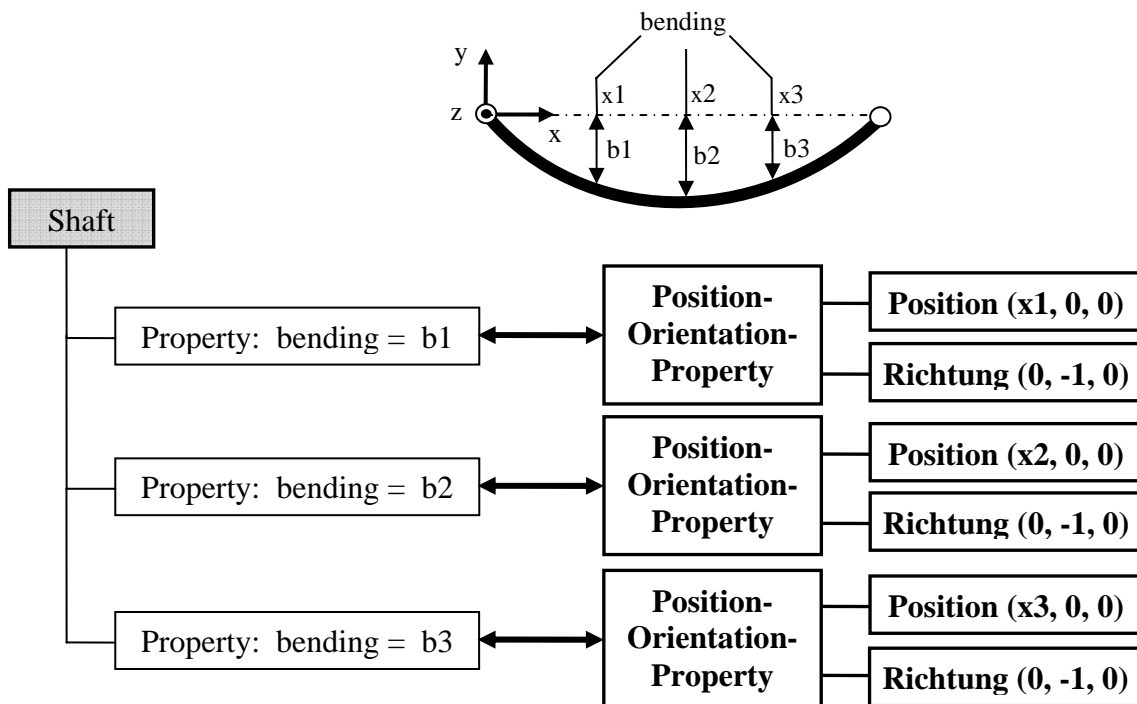 bending
y
x1 x2 x3
z
x
b1 b2 b3
Shaft
Property: bending = b1
Position-
Orientation-
Property
Position (x1, 0, 0)
Richtung (0, -1, 0)
Property: bending = b2
Position-
Orientation-
Property
Position (x2, 0, 0)
Richtung (0, -1, 0)
Property: bending = b3
Position-
Orientation-
Property
Position (x3, 0, 0)
Richtung (0, -1, 0)